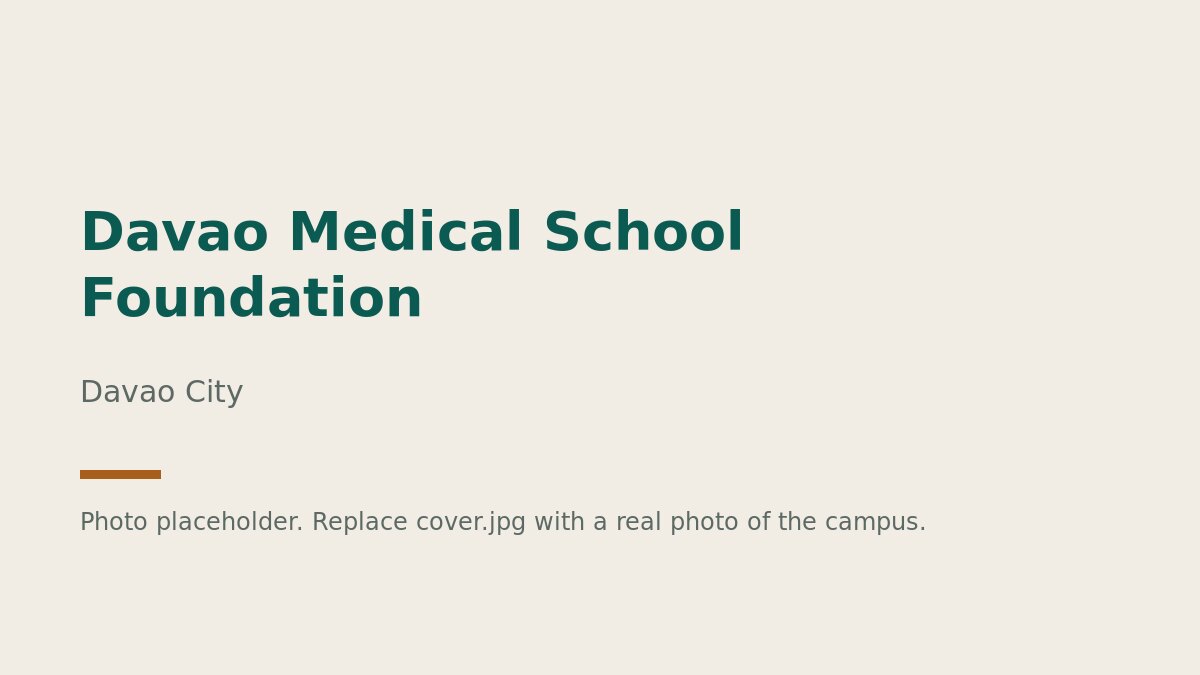 Davao Medical School
Foundation
Davao City
Photo placeholder. Replace cover.jpg with a real photo of the campus.